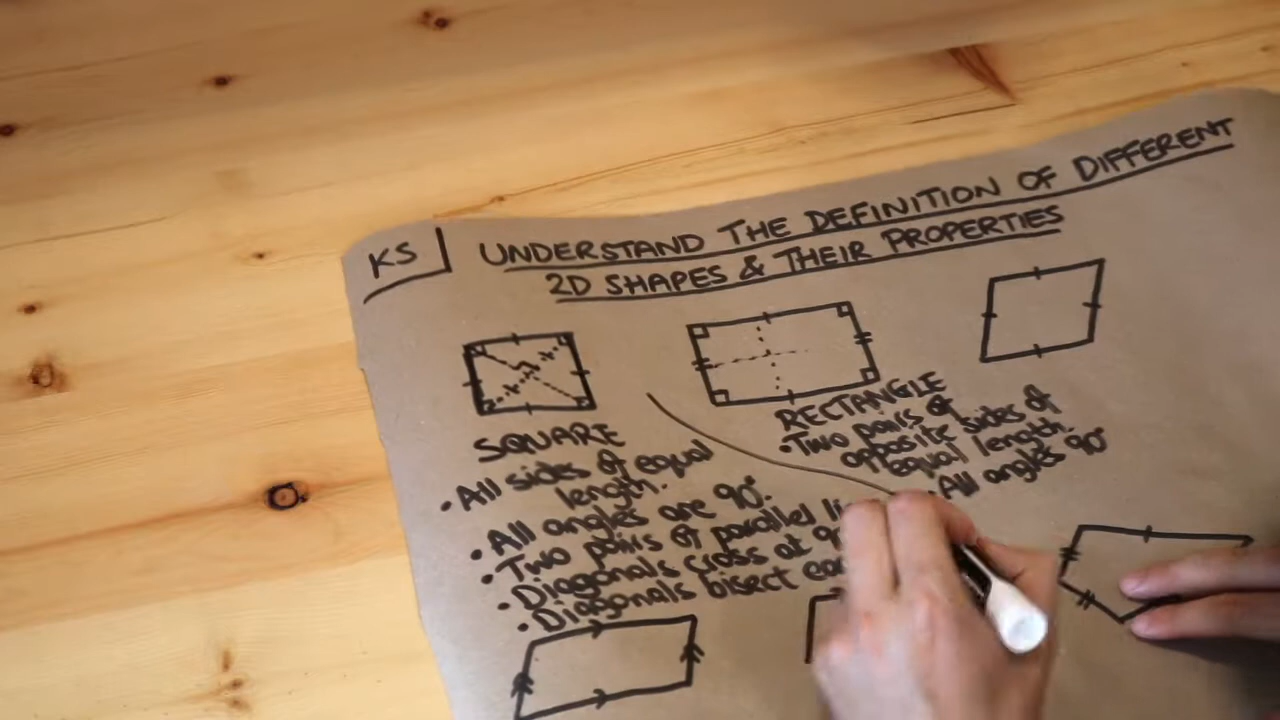 KS
UNDERSTAND THE DEFINITION OF DIFFERENT
2D SHAPES & THEIR PROPERTIES
SQUARE
• All sides of equal
length.
• All angles are 90°.
• Two pairs of parallel
• Diagonals cross at
• Diagonals bisect
RECTANGLE
• Two pairs of
opposite sides of
equal length.
• All angles 90°